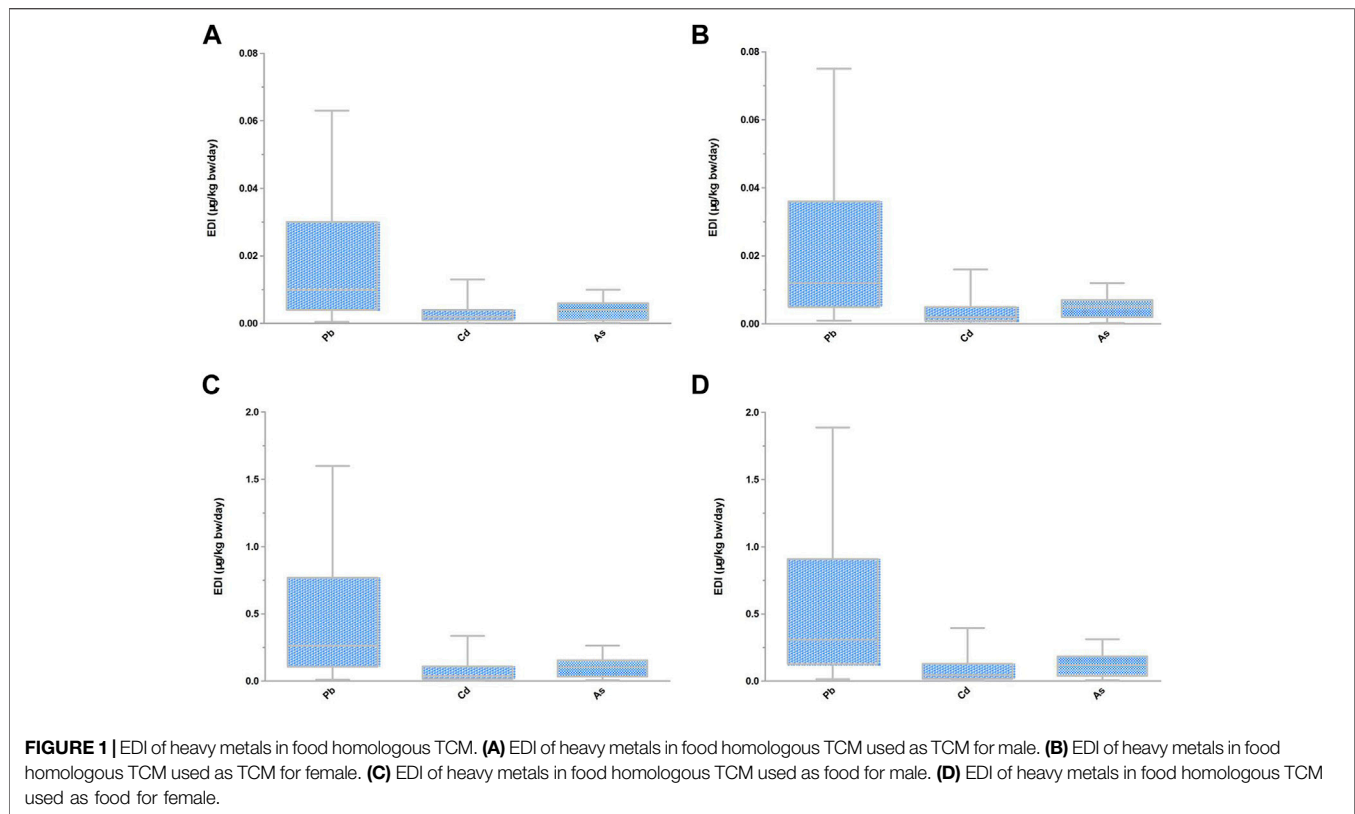 A
0.08
0.06
0.04
0.02
0.00
EDI (µg/kg bw/day)
Pb
Cd
As
B
0.08
0.06
0.04
0.02
0.00
EDI (µg/kg bw/day)
Pb
Cd
As
C
2.0
1.5
1.0
0.5
0.0
EDI (µg/kg bw/day)
Pb
Cd
As
D
2.0
1.5
1.0
0.5
0.0
EDI (µg/kg bw/day)
Pb
Cd
As
FIGURE 1 | EDI of heavy metals in food homologous TCM. (A) EDI of heavy metals in food homologous TCM used as TCM for male. (B) EDI of heavy metals in food
homologous TCM used as TCM for female. (C) EDI of heavy metals in food homologous TCM used as food for male. (D) EDI of heavy metals in food homologous TCM
used as food for female.